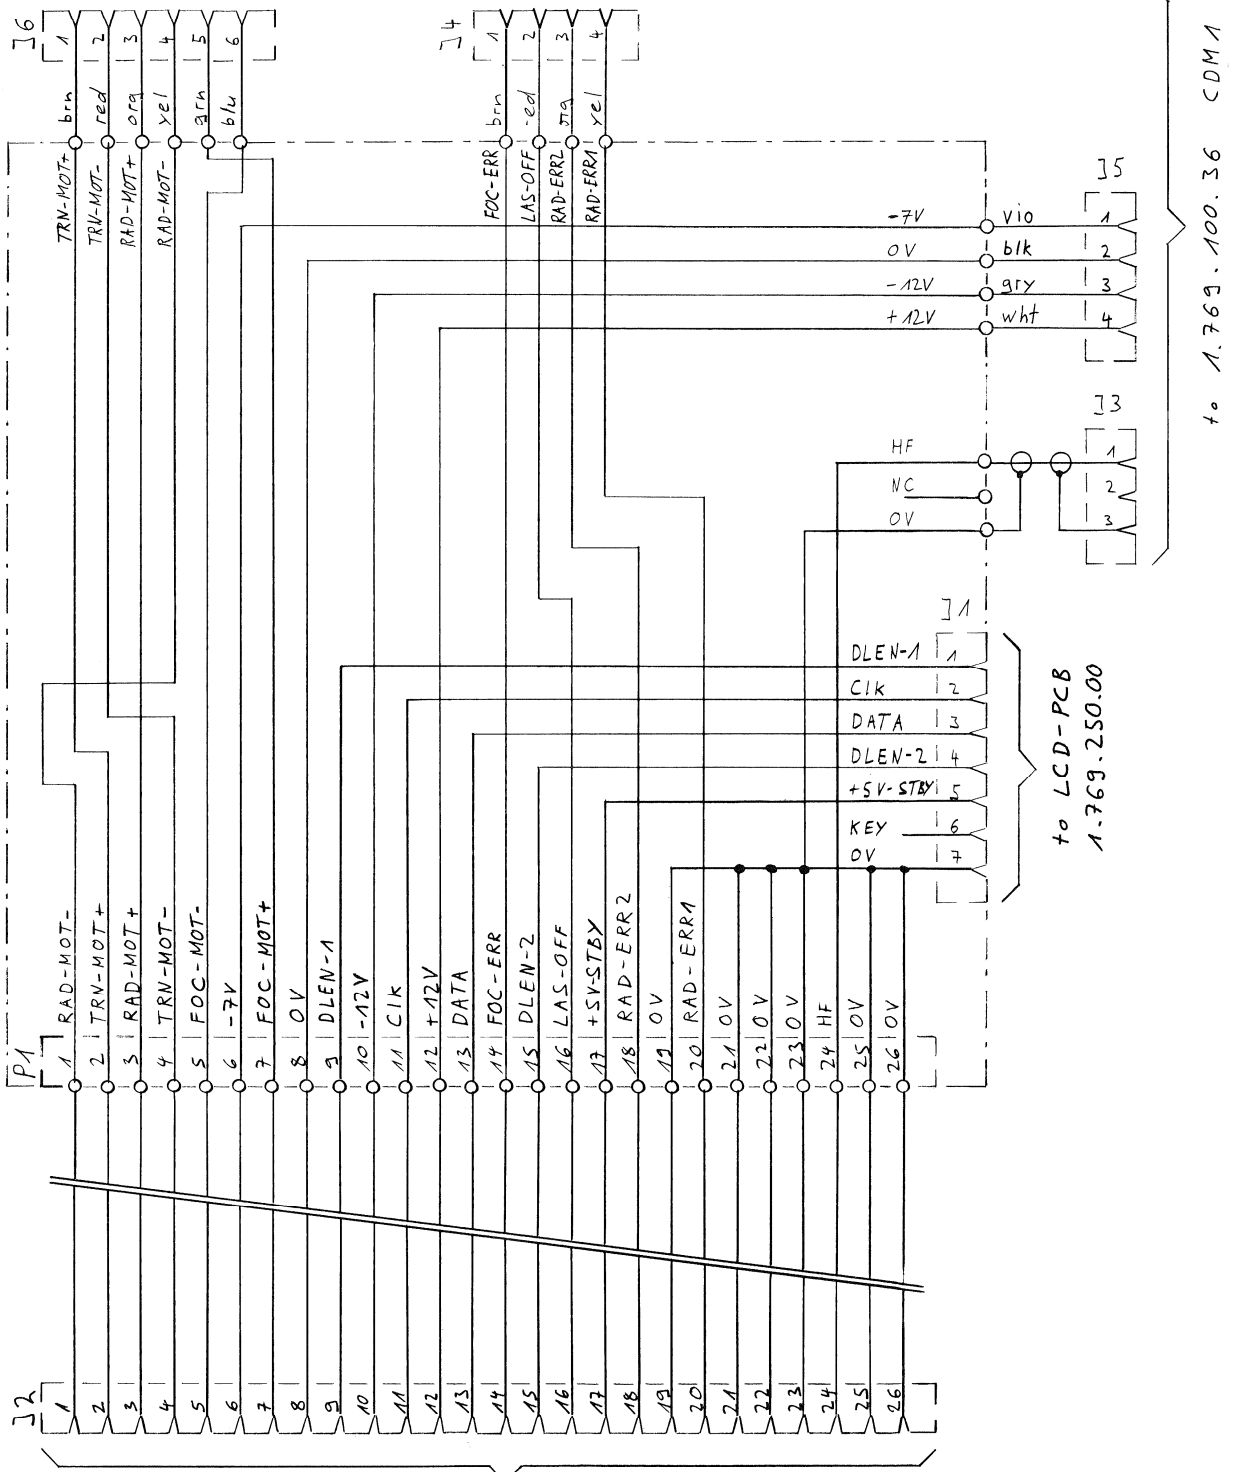 J6
1 2 3 4 5 6
brn red org yel grn blu
TRN-MOT+
TRN-MOT-
RAD-MOT+
RAD-MOT-
J4
1 2 3 4
brn -ed org yel
FOC-ERR
LAS-OFF
RAD-ERR2
RAD-ERR1
to 1.769.100.36 CDM1
J5
-7V vio 1
0V blk 2
-12V gry 3
+12V wht 4
J3
HF 1
NC 2
0V 3
J1
DLEN-1 1
Clk 2
DATA 3
DLEN-2 4
+5V-STBY 5
KEY 6
0V 7
to LCD-PCB
1.769.250.00
P1
1 RAD-MOT-
2 TRN-MOT+
3 RAD-MOT+
4 TRN-MOT-
5 FOC-MOT-
6 -7V
7 FOC-MOT+
8 0V
9 DLEN-1
10 -12V
11 Clk
12 +12V
13 DATA
14 FOC-ERR
15 DLEN-2
16 LAS-OFF
17 +5V-STBY
18 RAD-ERR2
19 0V
20 RAD-ERR1
21 0V
22 0V
23 0V
24 HF
25 0V
26 0V
J2
1 2 3 4 5 6 7 8 9 10 11 12 13 14 15 16 17 18 19 20 21 22 23 24 25 26